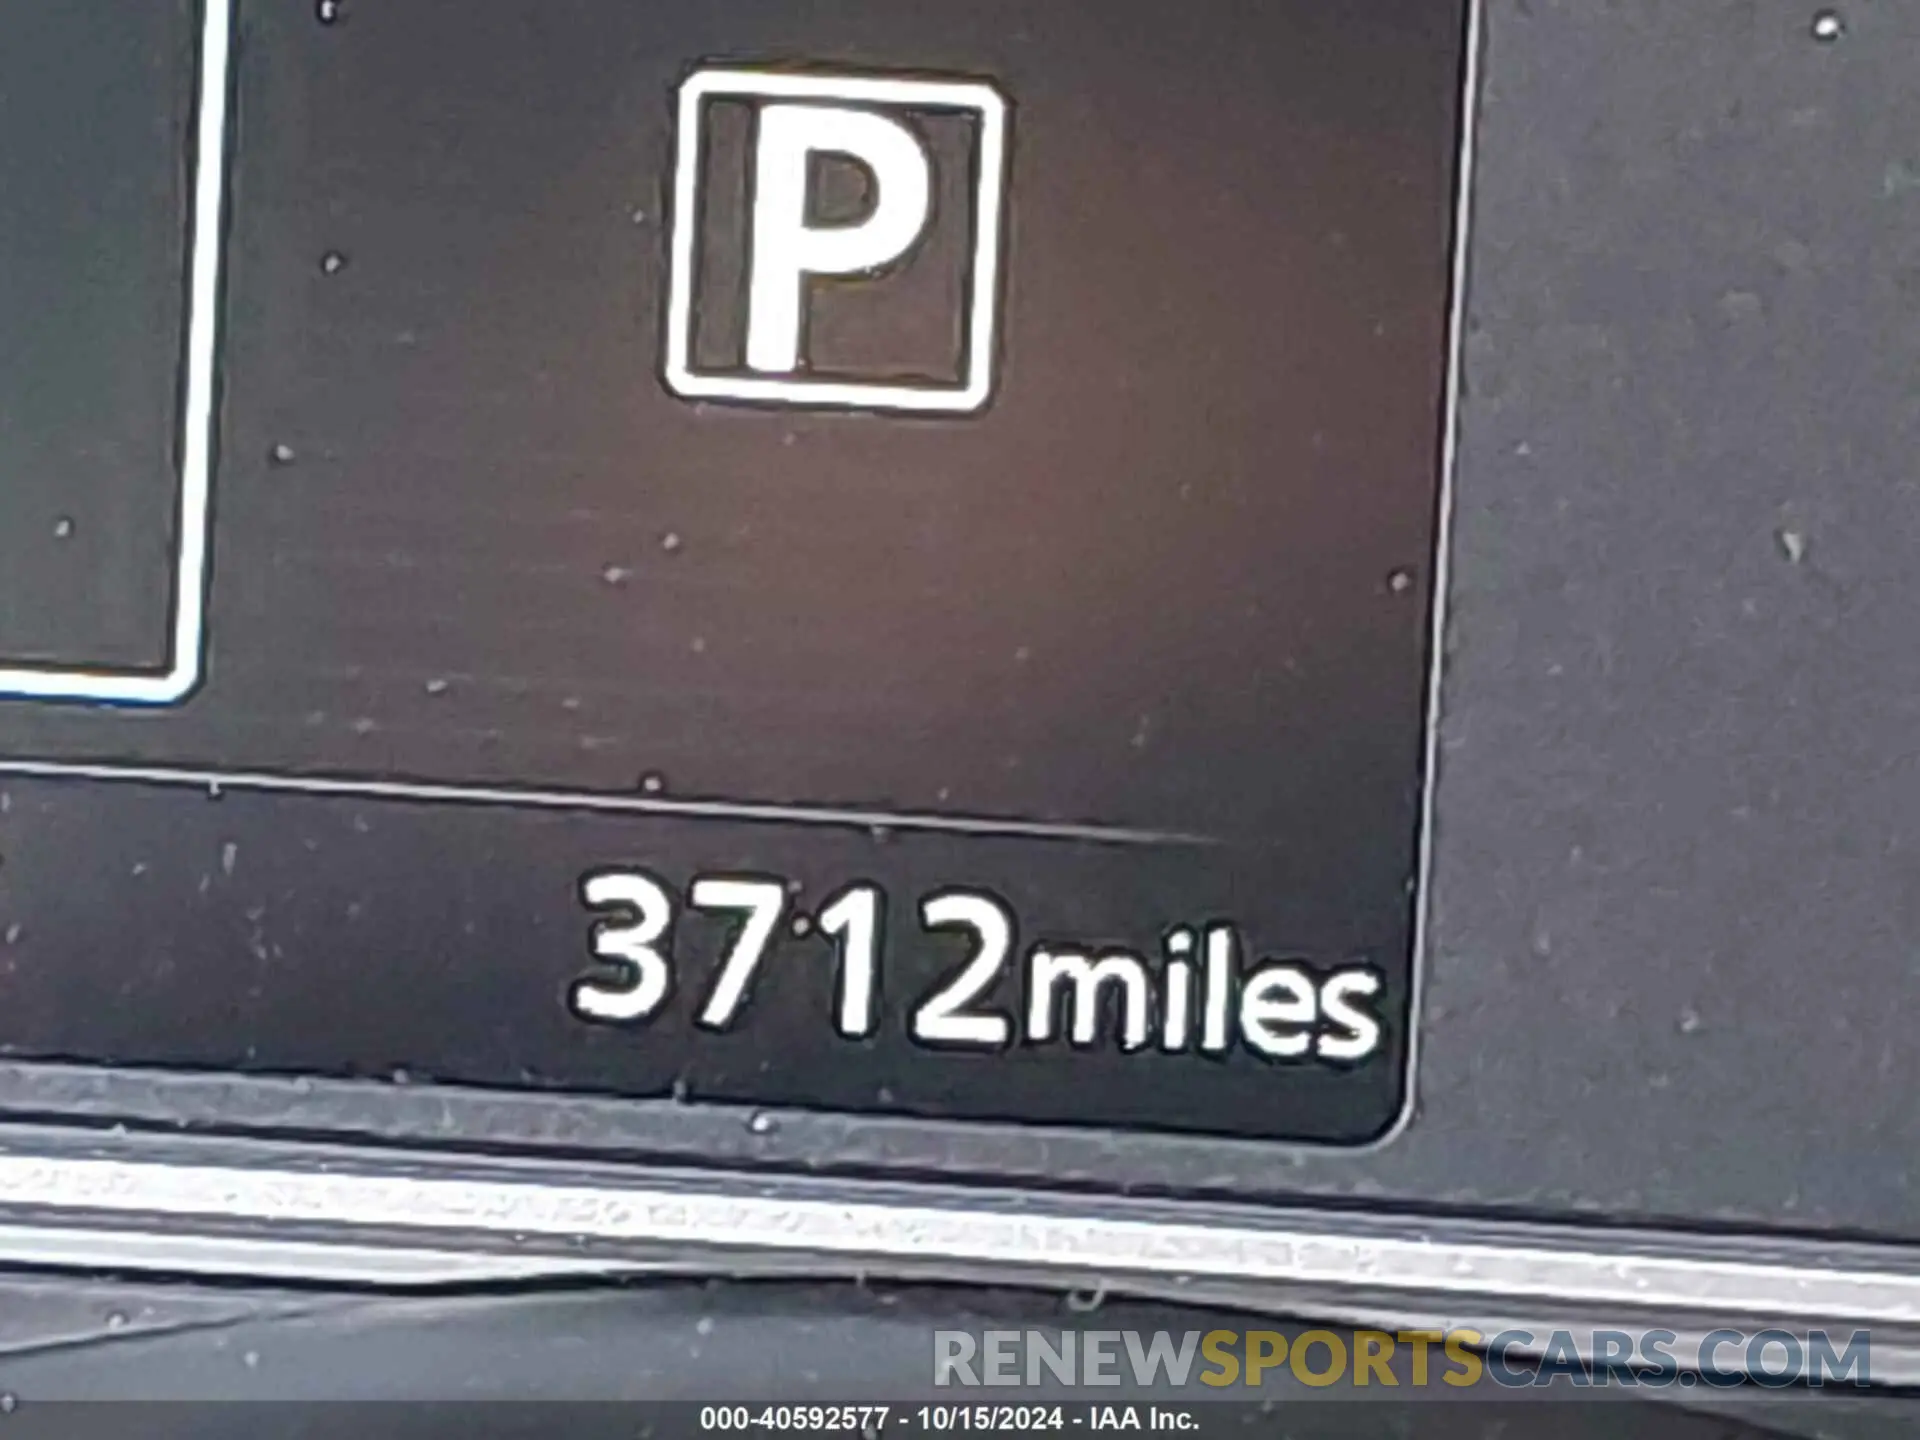 P
3712miles
RENEWSPORTSCARS.COM
000-40592577 - 10/15/2024 - IAA Inc.